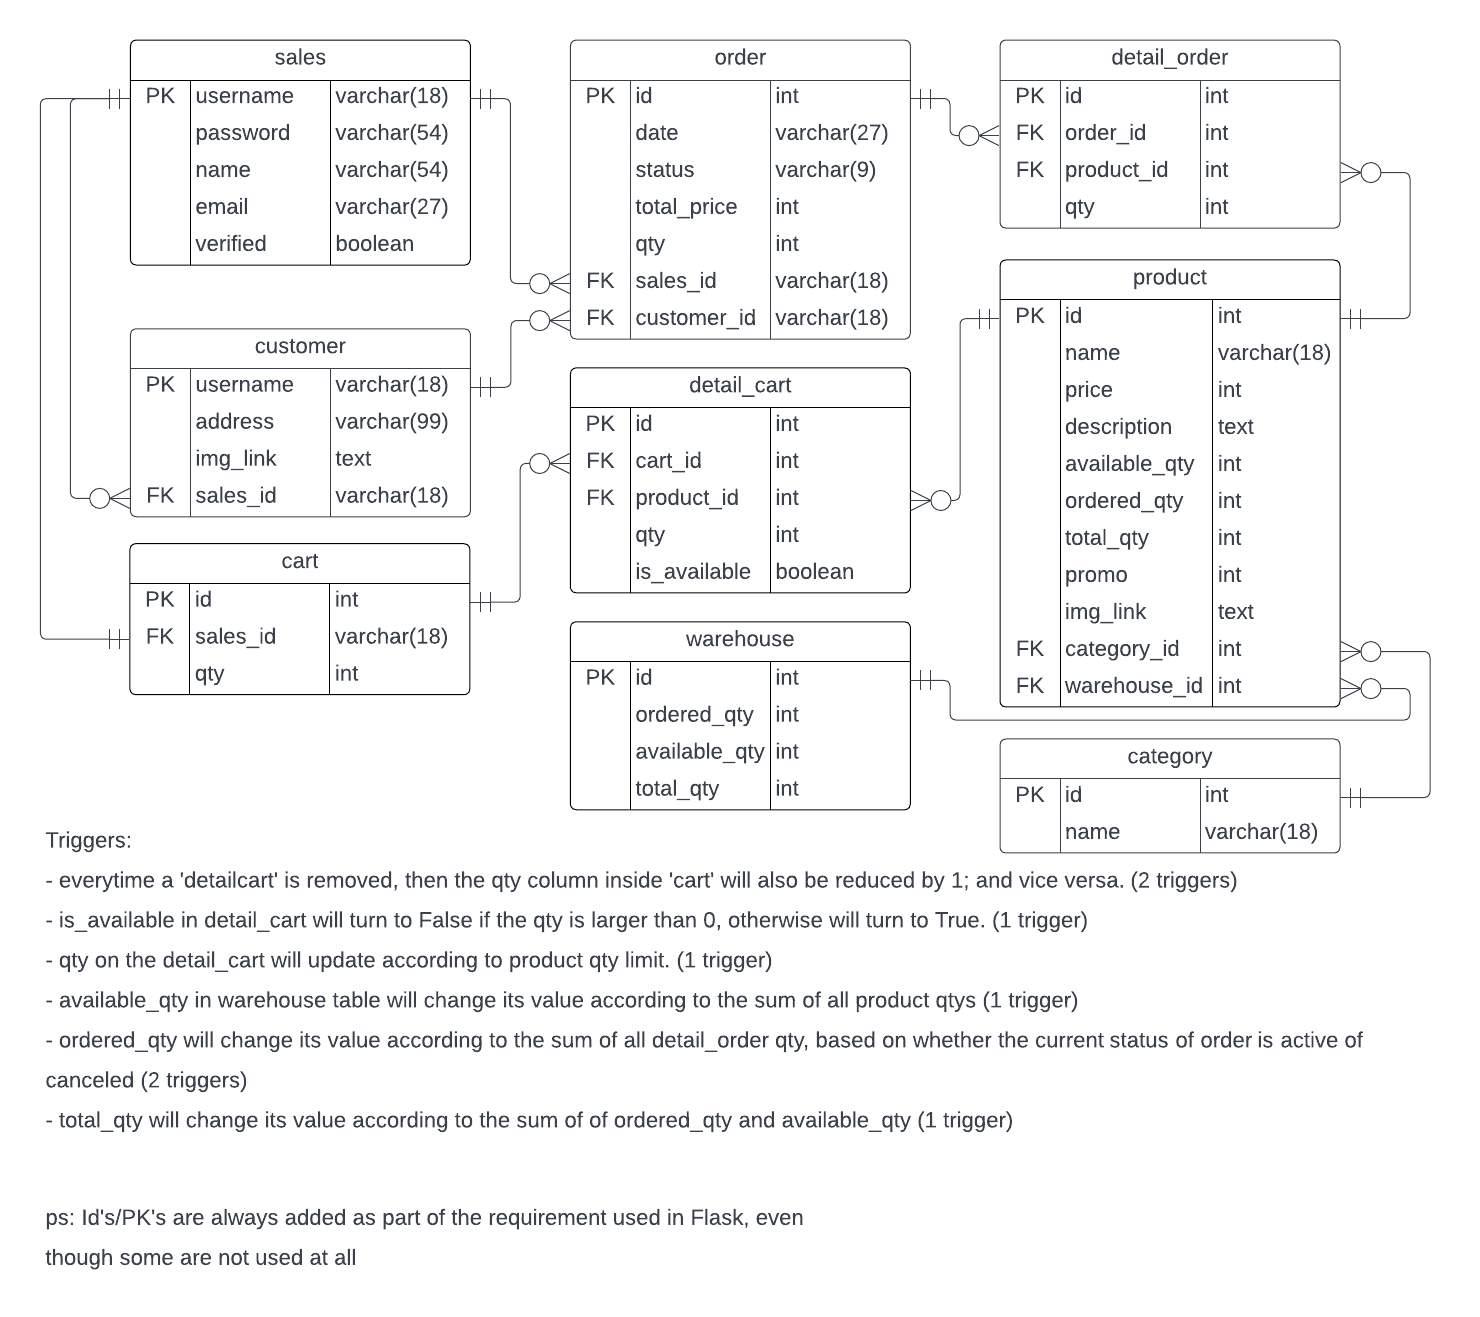 sales
PK username varchar(18)
password varchar(54)
name varchar(54)
email varchar(27)
verified boolean
customer
PK username varchar(18)
address varchar(99)
img_link text
FK sales_id varchar(18)
cart
PK id int
FK sales_id varchar(18)
qty int
order
PK id int
date varchar(27)
status varchar(9)
total_price int
qty int
FK sales_id varchar(18)
FK customer_id varchar(18)
detail_cart
PK id int
FK cart_id int
FK product_id int
qty int
is_available boolean
warehouse
PK id int
ordered_qty int
available_qty int
total_qty int
detail_order
PK id int
FK order_id int
FK product_id int
qty int
product
PK id int
name varchar(18)
price int
description text
available_qty int
ordered_qty int
total_qty int
promo int
img_link text
FK category_id int
FK warehouse_id int
category
PK id int
name varchar(18)
Triggers:
- everytime a 'detailcart' is removed, then the qty column inside 'cart' will also be reduced by 1; and vice versa. (2 triggers)
- is_available in detail_cart will turn to False if the qty is larger than 0, otherwise will turn to True. (1 trigger)
- qty on the detail_cart will update according to product qty limit. (1 trigger)
- available_qty in warehouse table will change its value according to the sum of all product qtys (1 trigger)
- ordered_qty will change its value according to the sum of all detail_order qty, based on whether the current status of order is active of
canceled (2 triggers)
- total_qty will change its value according to the sum of of ordered_qty and available_qty (1 trigger)
ps: Id's/PK's are always added as part of the requirement used in Flask, even
though some are not used at all